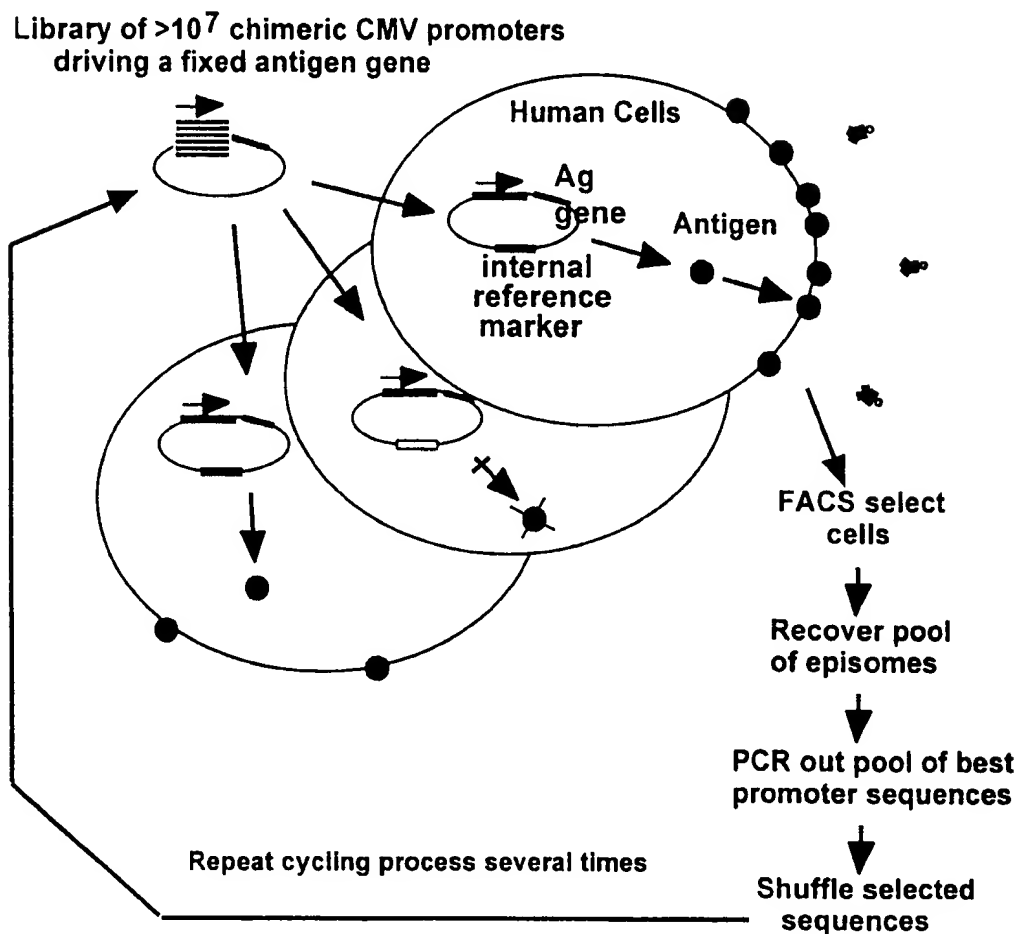 Library of >10⁷ chimeric CMV promoters
driving a fixed antigen gene
Human Cells
Ag
gene
Antigen
internal
reference
marker
FACS select
cells
Recover pool
of episomes
PCR out pool of best
promoter sequences
Shuffle selected
sequences
Repeat cycling process several times